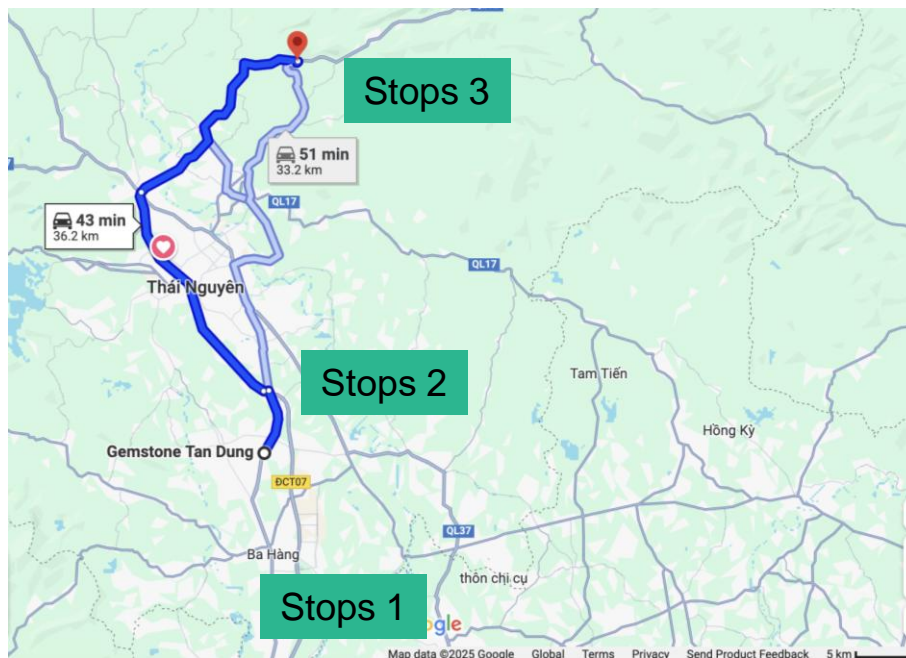 Stops 3
51 min
33.2 km
QL17
43 min
36.2 km
Thái Nguyên
QL17
Stops 2
Tam Tiến
Hồng Kỳ
Gemstone Tan Dung
ĐCT07
QL37
Ba Hàng
thôn chị cụ
Stops 1
Map data ©2025 Google Global Terms Privacy Send Product Feedback 5 km